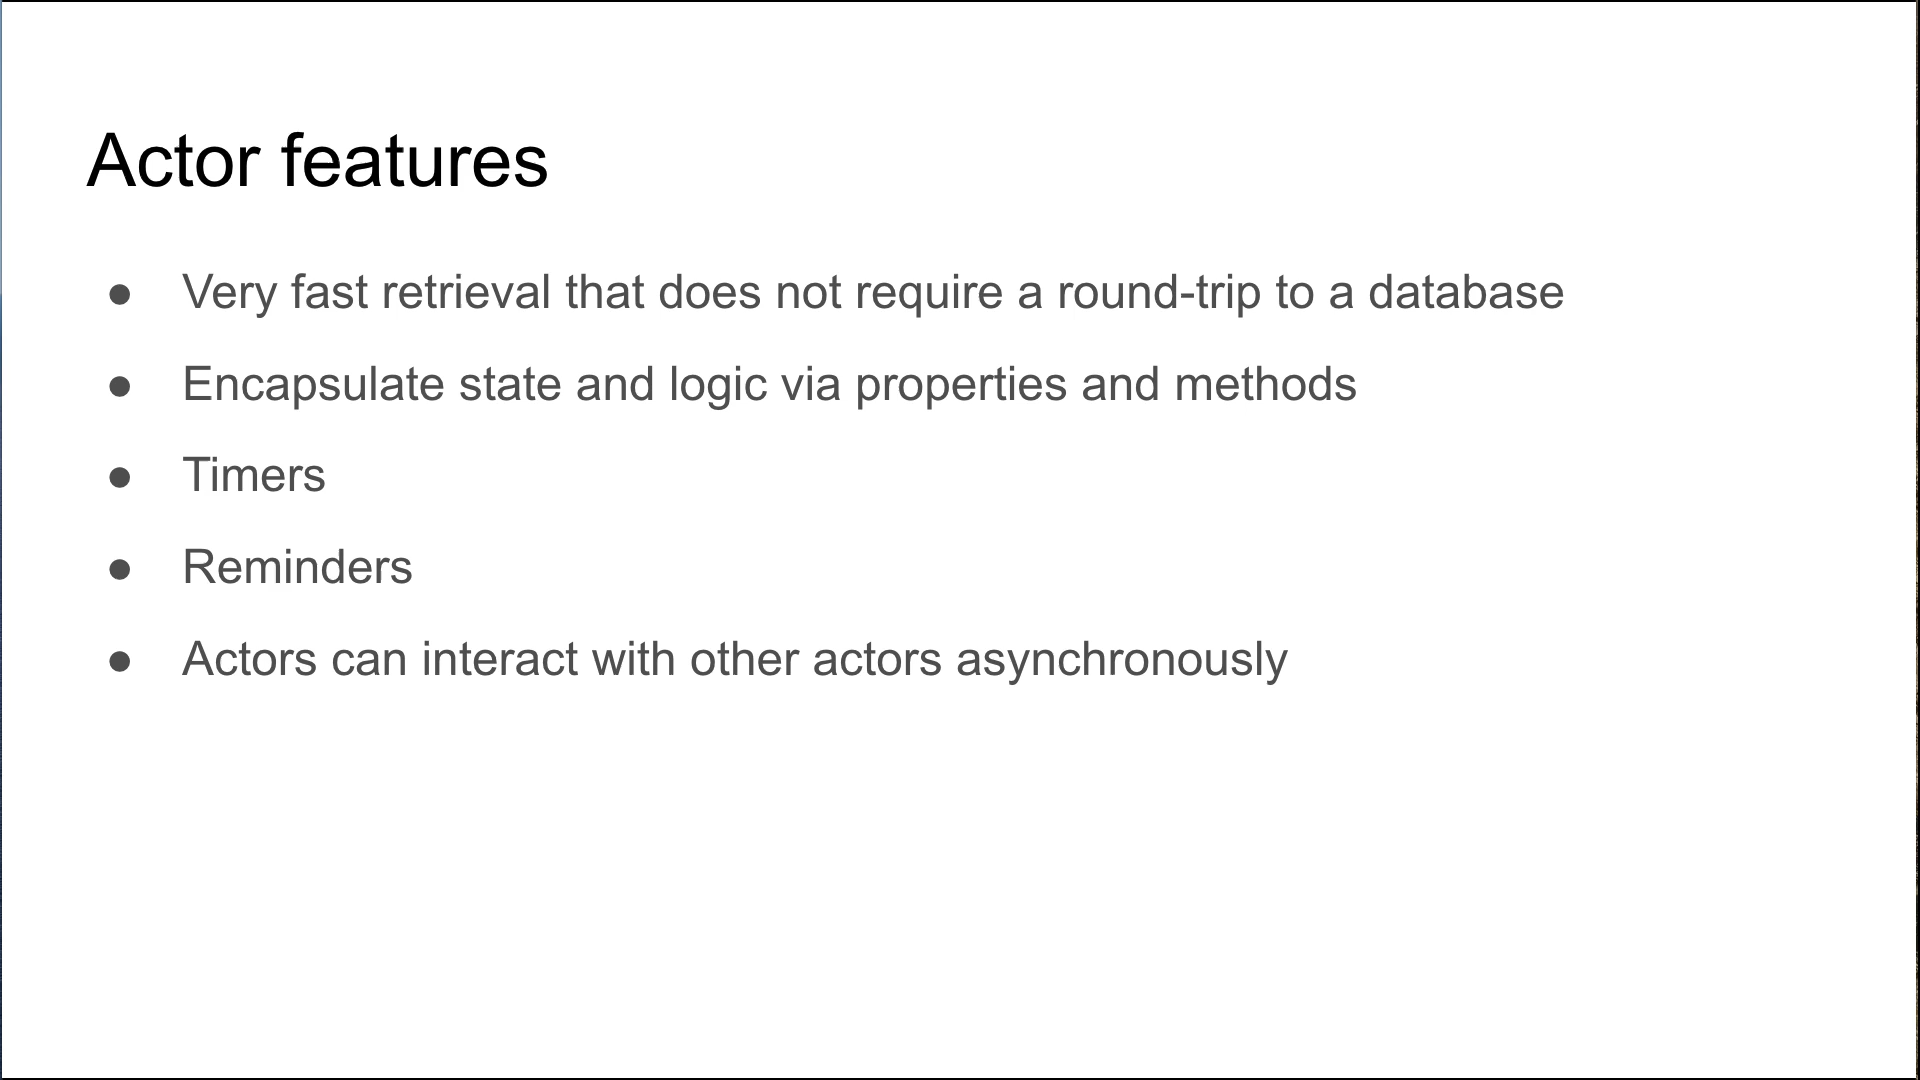 Actor features
● Very fast retrieval that does not require a round-trip to a database
● Encapsulate state and logic via properties and methods
● Timers
● Reminders
● Actors can interact with other actors asynchronously